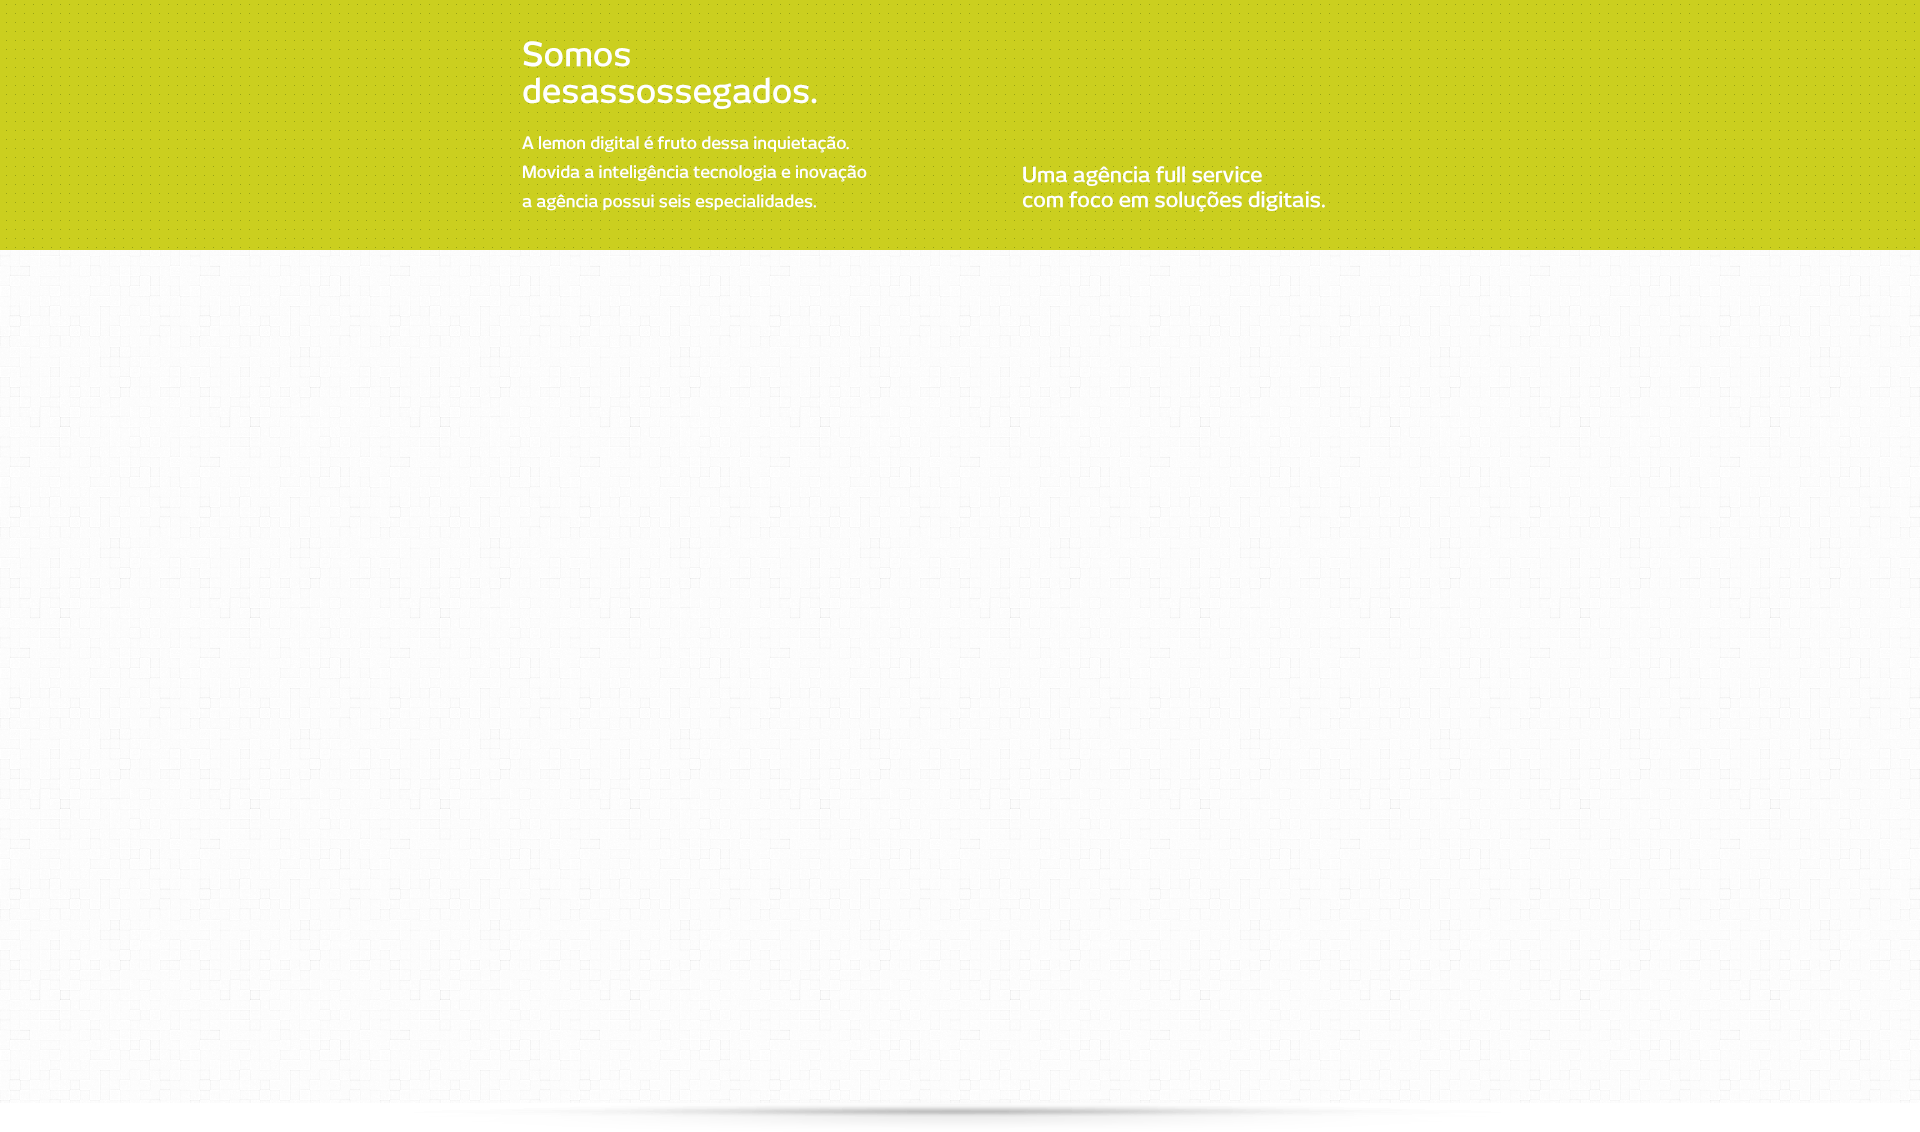 Somos
desassossegados.
A lemon digital é fruto dessa inquietação.
Movida a inteligência tecnologia e inovação
a agência possui seis especialidades.
Uma agência full service
com foco em soluções digitais.